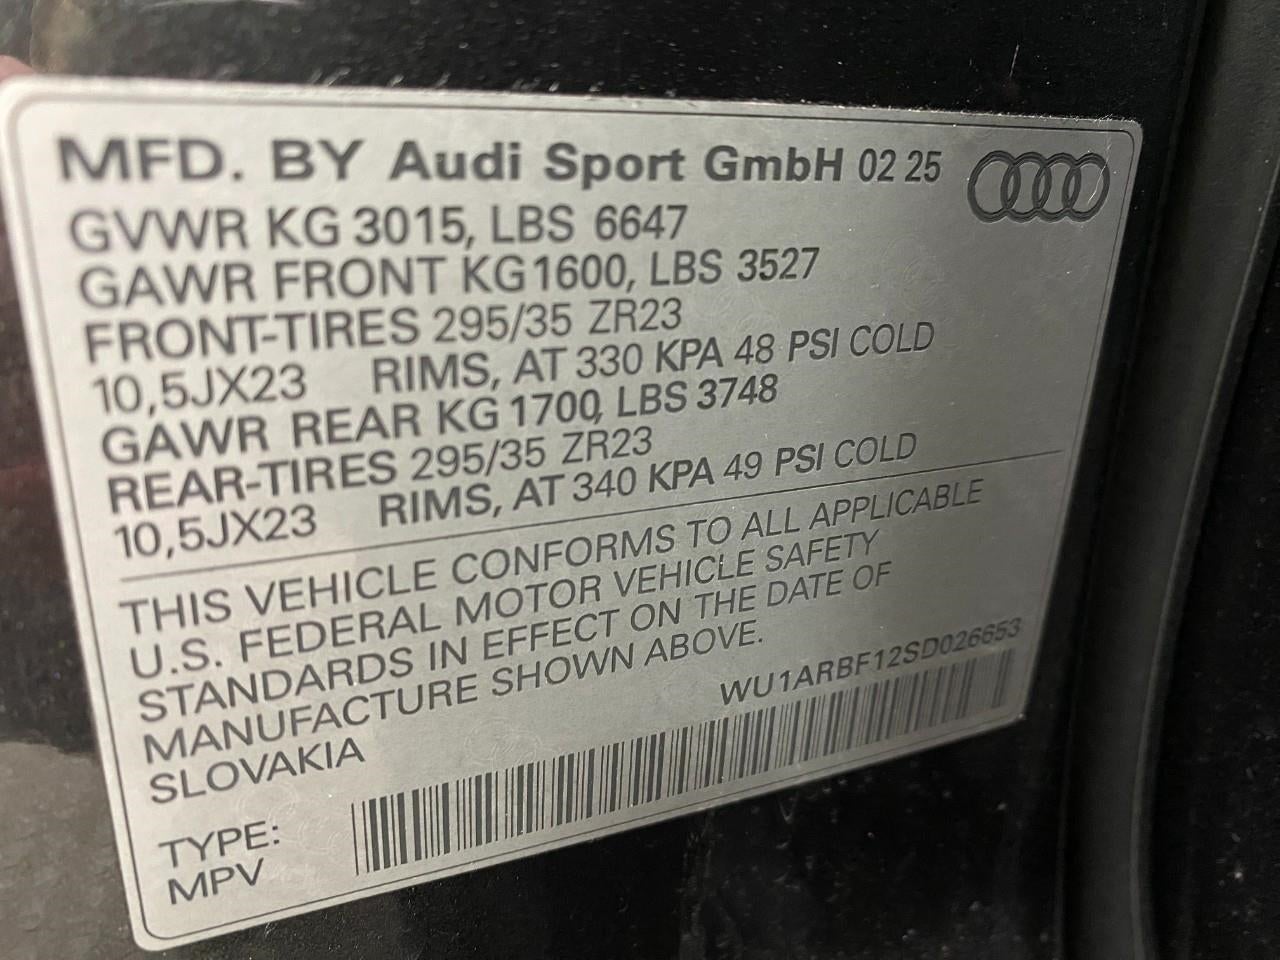 MFD. BY Audi Sport GmbH 02 25
GVWR KG 3015, LBS 6647
GAWR FRONT KG 1600, LBS 3527
FRONT-TIRES 295/35 ZR23
10,5JX23 RIMS, AT 330 KPA 48 PSI COLD
GAWR REAR KG 1700, LBS 3748
REAR-TIRES 295/35 ZR23
10,5JX23 RIMS, AT 340 KPA 49 PSI COLD
THIS VEHICLE CONFORMS TO ALL APPLICABLE
U.S. FEDERAL MOTOR VEHICLE SAFETY
STANDARDS IN EFFECT ON THE DATE OF
MANUFACTURE SHOWN ABOVE.
SLOVAKIA
WU1ARBF12SD026653
TYPE:
MPV